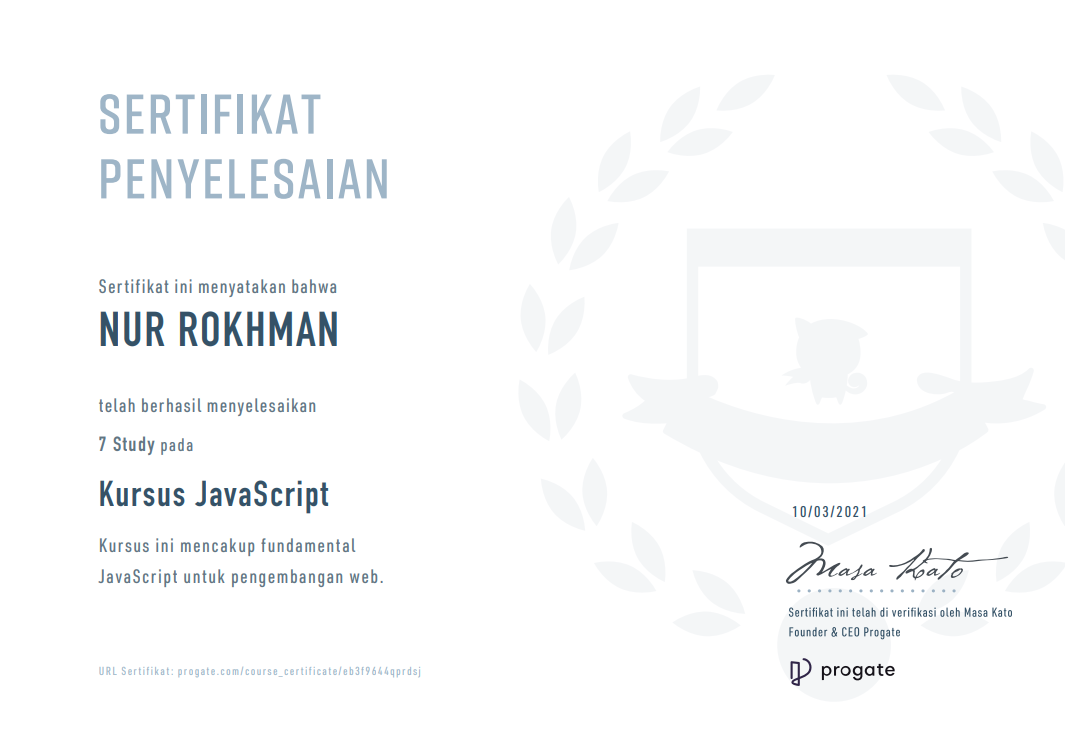 SERTIFIKAT
PENYELESAIAN
Sertifikat ini menyatakan bahwa
NUR ROKHMAN
telah berhasil menyelesaikan
7 Study pada
Kursus JavaScript
Kursus ini mencakup fundamental
JavaScript untuk pengembangan web.
10/03/2021
Masa Kato
Sertifikat ini telah di verifikasi oleh Masa Kato
Founder & CEO Progate
progate
URL Sertifikat: progate.com/course_certificate/eb3f9644qprdsj